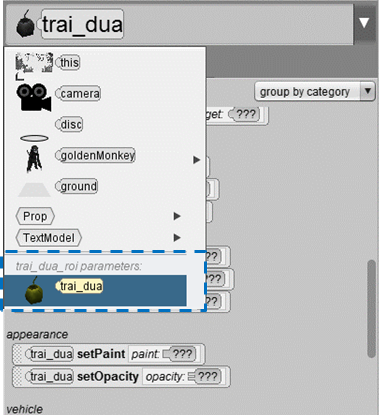 trai_dua
this
camera
disc
goldenMonkey
ground
Prop
TextModel
trai_dua_roi parameters:
trai_dua
group by category
get: ???
???
???
???
appearance
trai_dua setPaint paint: ???
trai_dua setOpacity opacity: ???
vehicle